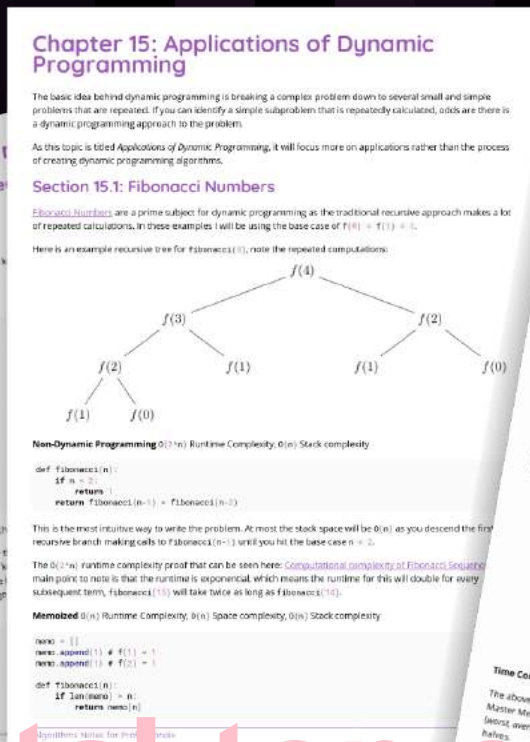 Chapter 15: Applications of Dynamic
Programming
The basic idea behind dynamic programming is breaking a complex problem down to several small and simple
problems that are repeated. If you can identify a simple subproblem that is repeatedly calculated, odds are there is
a dynamic programming approach to the problem.
As this topic is titled Applications of Dynamic Programming, it will focus more on applications rather than the process
of creating dynamic programming algorithms.
Section 15.1: Fibonacci Numbers
Fibonacci Numbers are a prime subject for dynamic programming as the traditional recursive approach makes a lot
of repeated calculations. In these examples I will be using the base case of f(0) = f(1) = 1.
Here is an example recursive tree for fibonacci(4), note the repeated computations:
f(4)
f(3) f(2)
f(2) f(1) f(1) f(0)
f(1) f(0)
Non-Dynamic Programming O(2^n) Runtime Complexity, O(n) Stack complexity
def fibonacci(n):
if n < 2:
return 1
return fibonacci(n-1) + fibonacci(n-2)
This is the most intuitive way to write the problem. At most the stack space will be O(n) as you descend the first
recursive branch making calls to fibonacci(n-1) until you hit the base case n < 2.
The O(2^n) runtime complexity proof that can be seen here: Computational complexity of Fibonacci Sequence
main point to note is that the runtime is exponential, which means the runtime for this will double for every
subsequent term, fibonacci(15) will take twice as long as fibonacci(14).
Memoized O(n) Runtime Complexity, O(n) Space complexity, O(n) Stack complexity
memo = []
memo.append(1) # f(1) = 1
memo.append(1) # f(2) = 1
def fibonacci(n):
if len(memo) > n:
return memo[n]
Algorithms Notes for Professionals
Time
The above
Master
(worst,
halves.